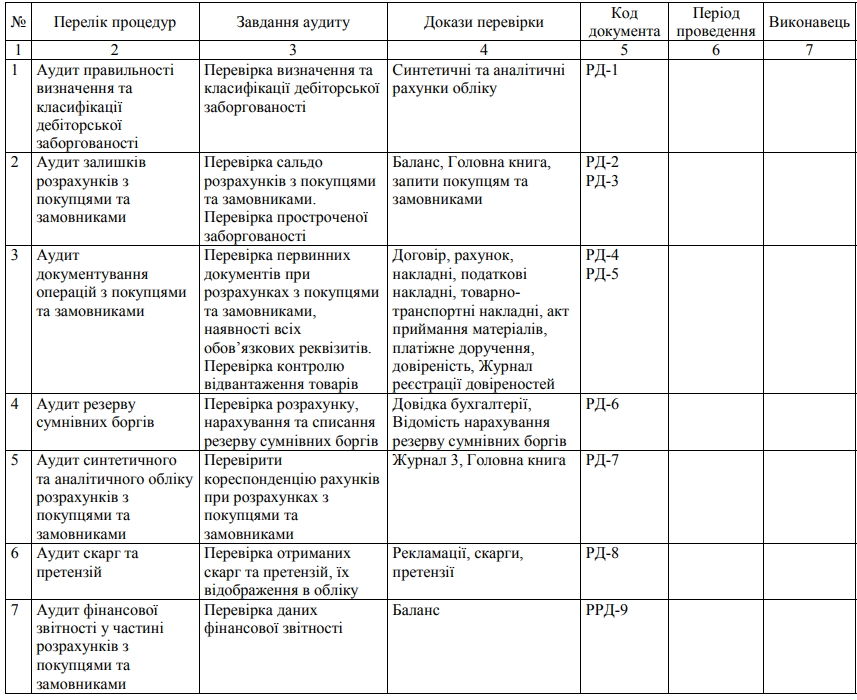 №
Перелік процедур
Завдання аудиту
Докази перевірки
Код
документа
Період
проведення
Виконавець
1
2
3
4
5
6
7
1
Аудит правильності
визначення та
класифікації
дебіторської
заборгованості
Перевірка визначення та
класифікації дебіторської
заборгованості
Синтетичні та аналітичні
рахунки обліку
РД-1
2
Аудит залишків
розрахунків з
покупцями та
замовниками
Перевірка сальдо
розрахунків з покупцями
та замовниками.
Перевірка простроченої
заборгованості
Баланс, Головна книга,
запити покупцям та
замовниками
РД-2
РД-3
3
Аудит
документування
операцій з покупцями
та замовниками
Перевірка первинних
документів при
розрахунках з покупцями
та замовниками,
наявності всіх
обов’язкових реквізитів.
Перевірка контролю
відвантаження товарів
Договір, рахунок,
накладні, податкові
накладні, товарно-
транспортні накладні, акт
приймання матеріалів,
платіжне доручення,
довіреність, Журнал
реєстрації довіреностей
РД-4
РД-5
4
Аудит резерву
сумнівних боргів
Перевірка розрахунку,
нарахування та списання
резерву сумнівних боргів
Довідка бухгалтерії,
Відомість нарахування
резерву сумнівних боргів
РД-6
5
Аудит синтетичного
та аналітичного обліку
розрахунків з
покупцями та
замовниками
Перевірити
кореспонденцію рахунків
при розрахунках з
покупцями та
замовниками
Журнал 3, Головна книга
РД-7
6
Аудит скарг та
претензій
Перевірка отриманих
скарг та претензій, їх
відображення в обліку
Рекламації, скарги,
претензії
РД-8
7
Аудит фінансової
звітності у частині
розрахунків з
покупцями та
замовниками
Перевірка даних
фінансової звітності
Баланс
РРД-9